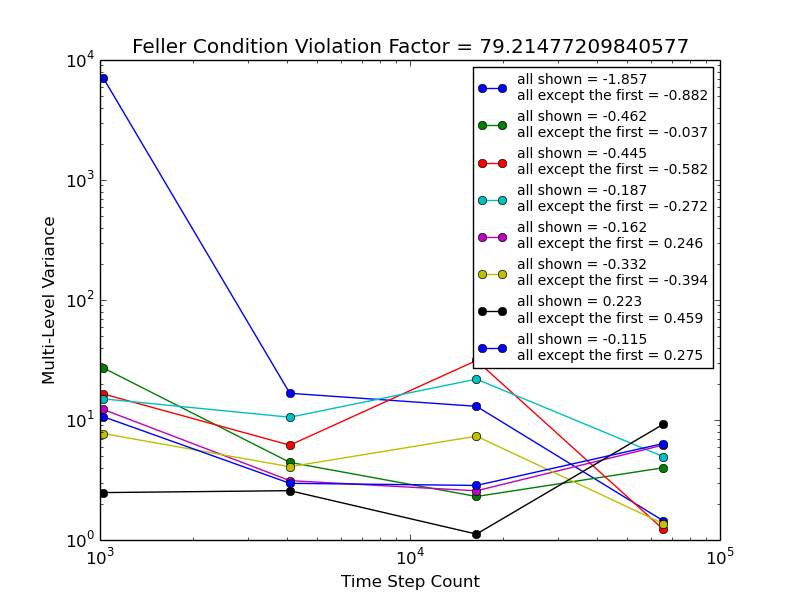 Feller Condition Violation Factor = 79.21477209840577
10^4
10^3
10^2
10^1
10^0
Multi-Level Variance
all shown = -1.857
all except the first = -0.882
all shown = -0.462
all except the first = -0.037
all shown = -0.445
all except the first = -0.582
all shown = -0.187
all except the first = -0.272
all shown = -0.162
all except the first = 0.246
all shown = -0.332
all except the first = -0.394
all shown = 0.223
all except the first = 0.459
all shown = -0.115
all except the first = 0.275
10^3
10^4
10^5
Time Step Count